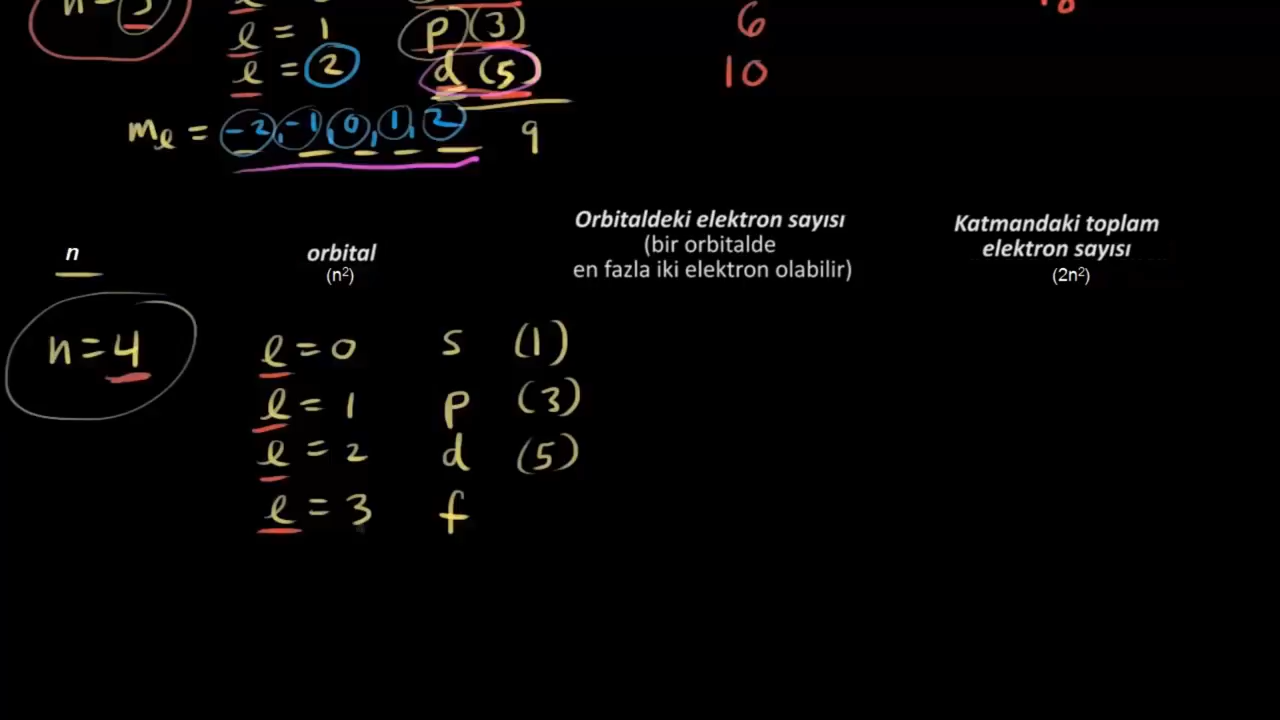 n = 3
l = 1 p (3) 6
l = 2 d (5) 10
ml = -2, -1, 0, 1, 2 9
n
orbital
(n²)
Orbitaldeki elektron sayısı
(bir orbitalde
en fazla iki elektron olabilir)
Katmandaki toplam
elektron sayısı
(2n²)
n = 4
l = 0 s (1)
l = 1 p (3)
l = 2 d (5)
l = 3 f